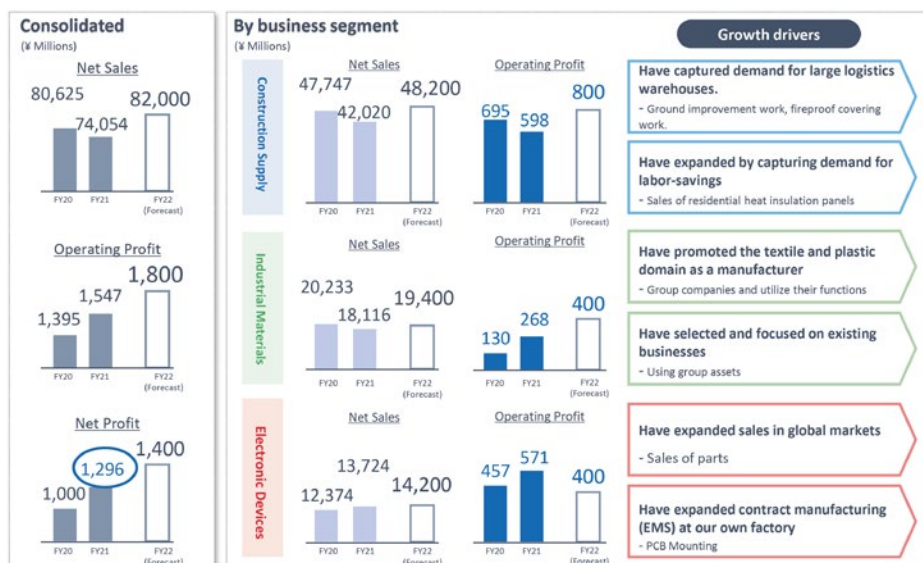 Consolidated
(¥ Millions)
Net Sales
80,625
74,054
82,000
FY20
FY21
FY22
(Forecast)
Operating Profit
1,395
1,547
1,800
FY20
FY21
FY22
(Forecast)
Net Profit
1,000
1,296
1,400
FY20
FY21
FY22
(Forecast)
By business segment
(¥ Millions)
Construction Supply
Net Sales
47,747
42,020
48,200
FY20
FY21
FY22
(Forecast)
Operating Profit
695
598
800
FY20
FY21
FY22
(Forecast)
Industrial Materials
Net Sales
20,233
18,116
19,400
FY20
FY21
FY22
(Forecast)
Operating Profit
130
268
400
FY20
FY21
FY22
(Forecast)
Electronic Devices
Net Sales
12,374
13,724
14,200
FY20
FY21
FY22
(Forecast)
Operating Profit
457
571
400
FY20
FY21
FY22
(Forecast)
Growth drivers
Have captured demand for large logistics
warehouses.
- Ground improvement work, fireproof covering
work.
Have expanded by capturing demand for
labor-savings
- Sales of residential heat insulation panels
Have promoted the textile and plastic
domain as a manufacturer
- Group companies and utilize their functions
Have selected and focused on existing
businesses
- Using group assets
Have expanded sales in global markets
- Sales of parts
Have expanded contract manufacturing
(EMS) at our own factory
- PCB Mounting